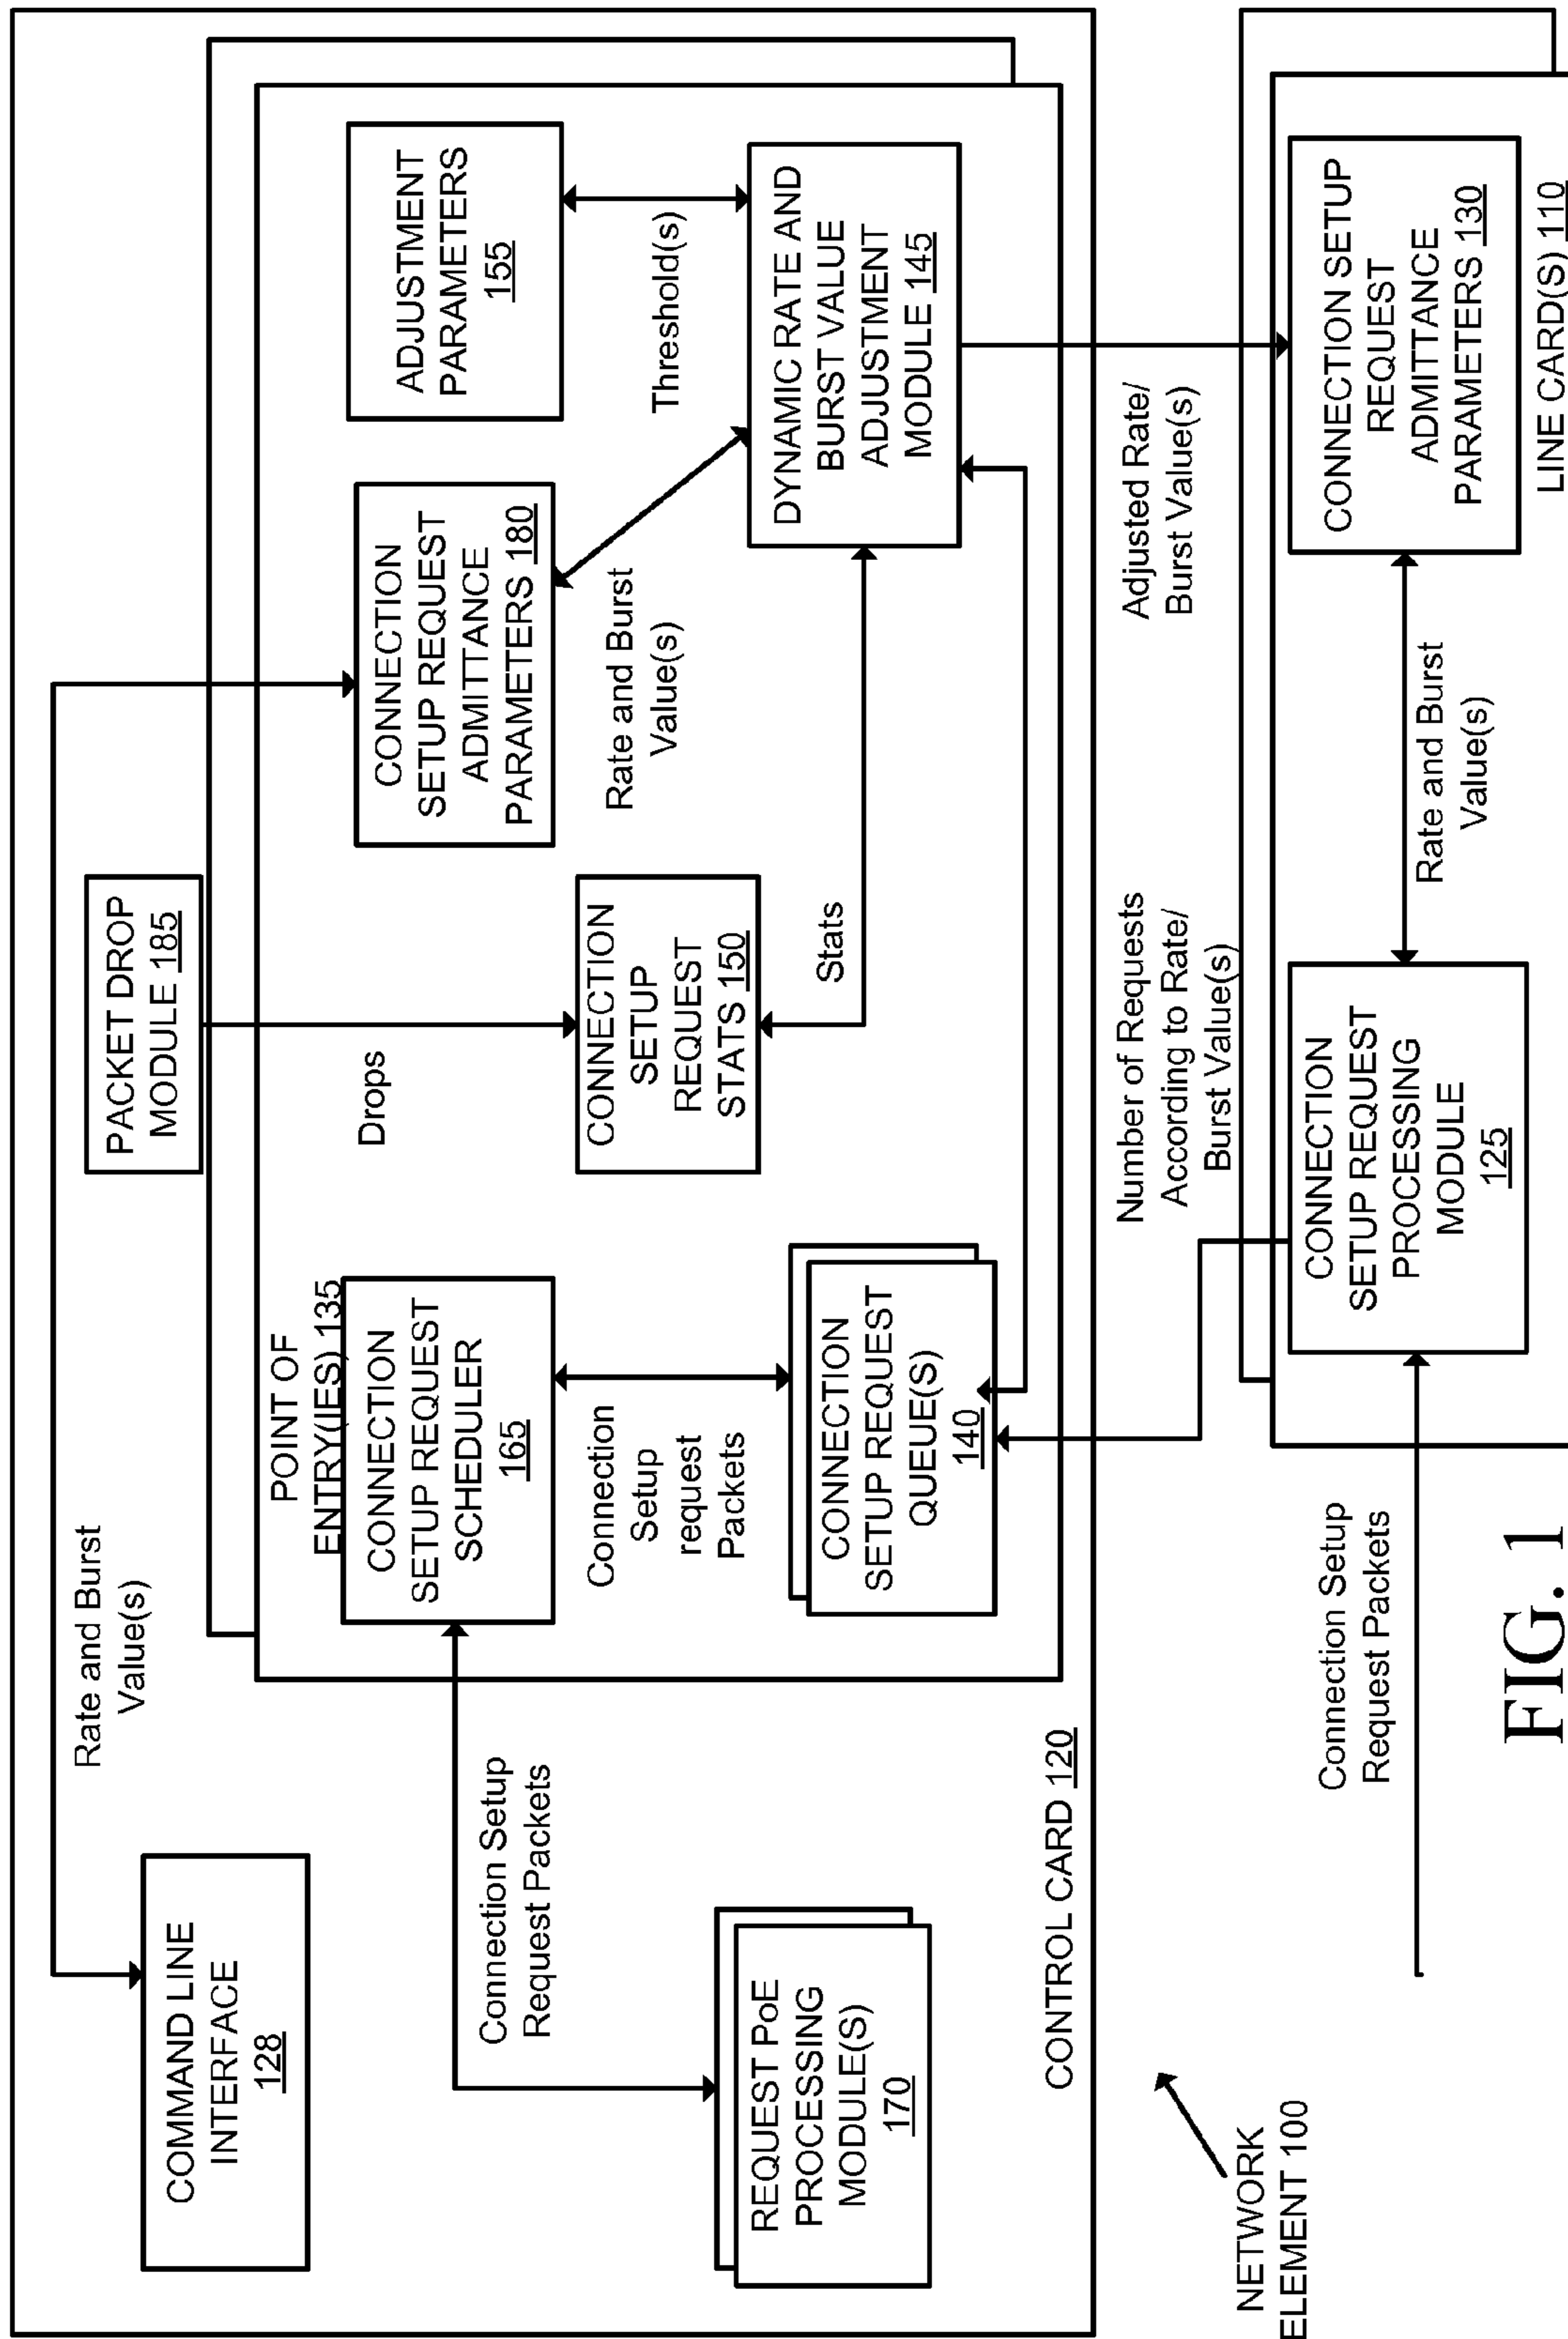 Rate and Burst
Value(s)
COMMAND LINE
INTERFACE
128
PACKET DROP
MODULE 185
Drops
POINT OF
ENTRY(IES) 135
CONNECTION
SETUP REQUEST
SCHEDULER
165
CONNECTION
SETUP REQUEST
ADMITTANCE
PARAMETERS 180
ADJUSTMENT
PARAMETERS
155
Connection Setup
Request Packets
Connection
Setup
request
Packets
CONNECTION
SETUP
REQUEST
STATS 150
Rate and Burst
Value(s)
Threshold(s)
REQUEST PoE
PROCESSING
MODULE(S)
170
CONNECTION
SETUP REQUEST
QUEUE(S)
140
Stats
DYNAMIC RATE AND
BURST VALUE
ADJUSTMENT
MODULE 145
CONTROL CARD 120
Number of Requests
According to Rate/
Burst Value(s)
Adjusted Rate/
Burst Value(s)
NETWORK
ELEMENT 100
Connection Setup
Request Packets
CONNECTION
SETUP REQUEST
PROCESSING
MODULE
125
Rate and Burst
Value(s)
CONNECTION SETUP
REQUEST
ADMITTANCE
PARAMETERS 130
LINE CARD(S) 110
FIG. 1